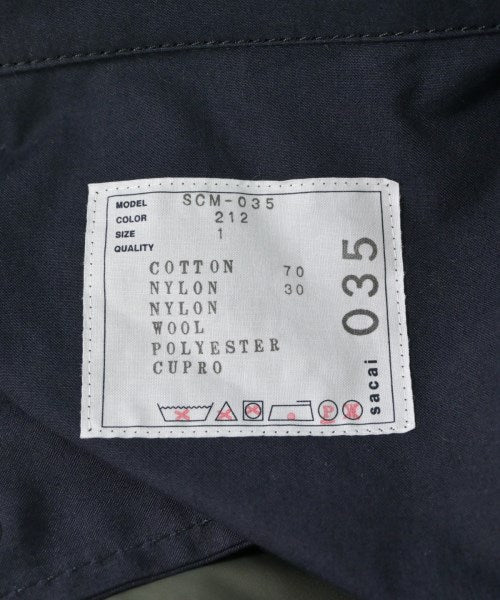 MODEL SCM-035
COLOR 212
SIZE 1
QUALITY
COTTON 70
NYLON 30
NYLON
WOOL
POLYESTER
CUPRO
P W
sacai 035